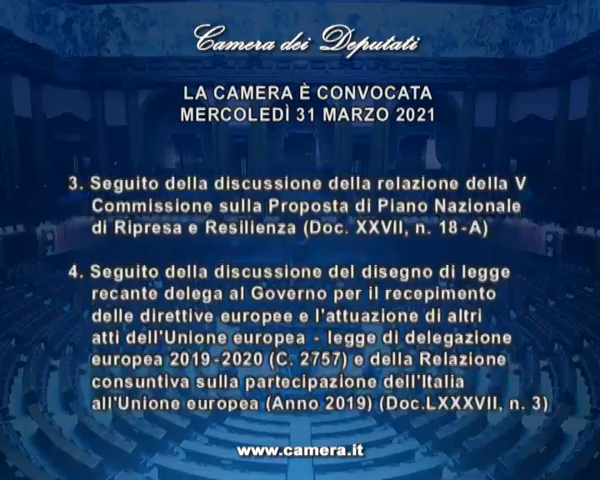 Camera dei Deputati
LA CAMERA È CONVOCATA
MERCOLEDÌ 31 MARZO 2021
3. Seguito della discussione della relazione della V
Commissione sulla Proposta di Piano Nazionale
di Ripresa e Resilienza (Doc. XXVII, n. 18-A)
4. Seguito della discussione del disegno di legge
recante delega al Governo per il recepimento
delle direttive europee e l'attuazione di altri
atti dell'Unione europea - legge di delegazione
europea 2019-2020 (C. 2757) e della Relazione
consuntiva sulla partecipazione dell'Italia
all'Unione europea (Anno 2019) (Doc.LXXXVII, n. 3)
www.camera.it